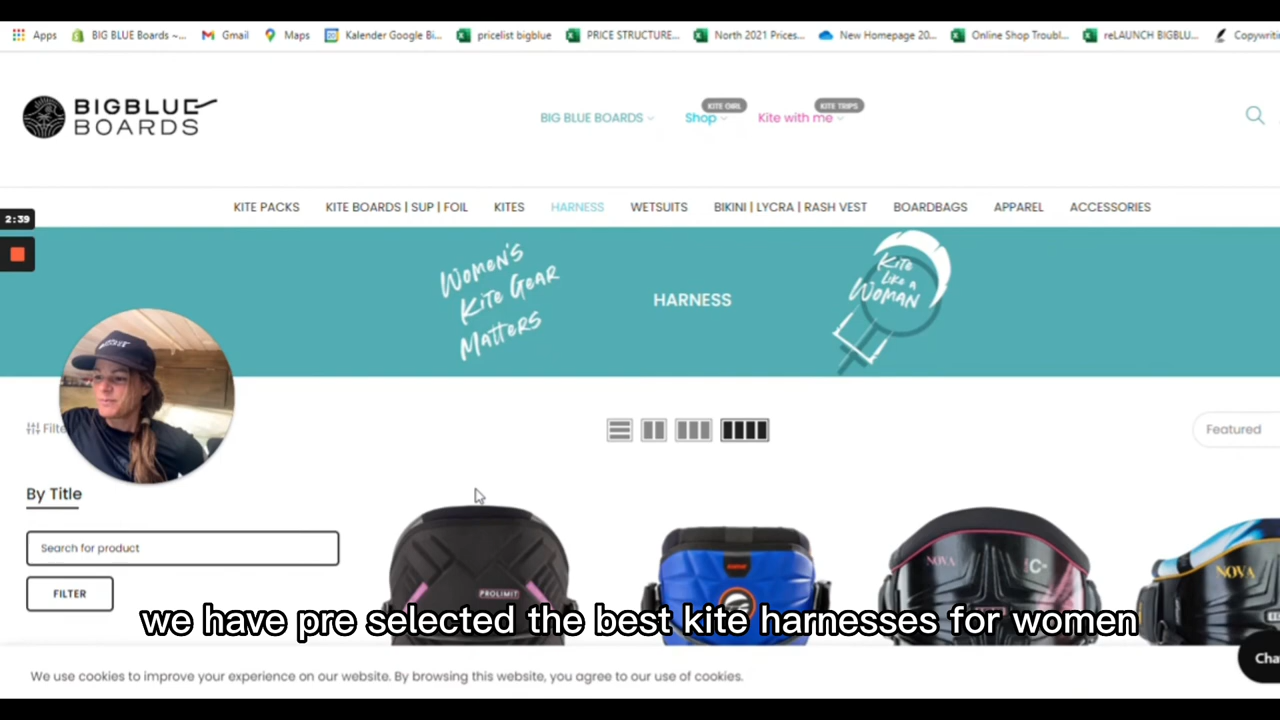 Apps BIG BLUE Boards ~... Gmail Maps Kalender Google Bi... pricelist bigblue PRICE STRUCTURE... North 2021 Prices... New Homepage 20... Online Shop Troubl... reLAUNCH BIGBLU... Copywriti
BIGBLUE
BOARDS
KITE GIRL KITE TRIPS
BIG BLUE BOARDS Shop Kite with me
2:39
KITE PACKS KITE BOARDS | SUP | FOIL KITES HARNESS WETSUITS BIKINI | LYCRA | RASH VEST BOARDBAGS APPAREL ACCESSORIES
WOMEN'S
KITE GEAR
MATTERS
HARNESS
KITE
LIKE A
WOMAN
Filte
Featured
By Title
Search for product
FILTER
PROLIMIT
NOVA
NOVA
we have pre selected the best kite harnesses for women
We use cookies to improve your experience on our website. By browsing this website, you agree to our use of cookies.
Cha